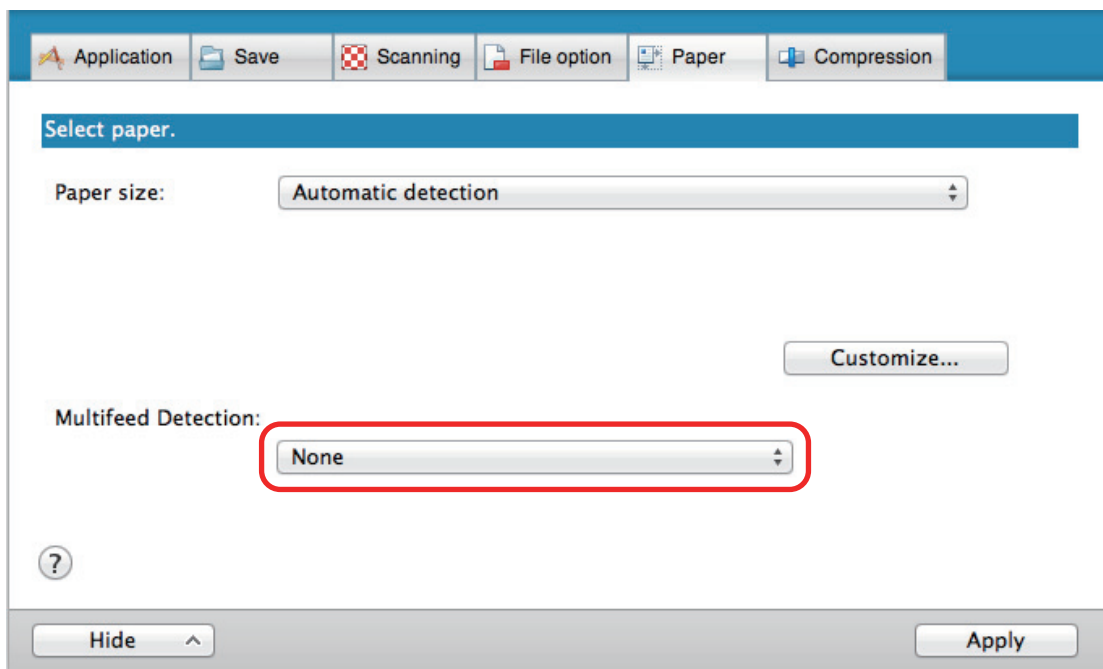 Application Save Scanning File option Paper Compression
Select paper.
Paper size: Automatic detection
Customize...
Multifeed Detection:
None
?
Hide Apply